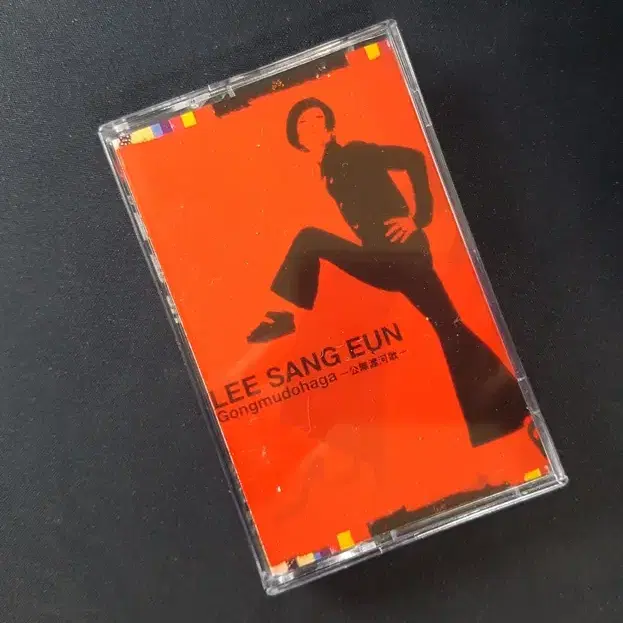 LEE SANG EUN
Gongmudohaga –公無渡河歌–